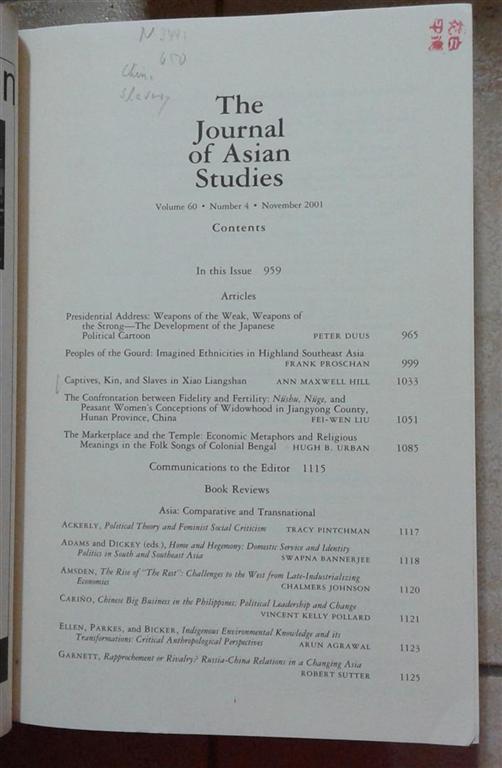 650
Chin.
slavery
The
Journal
of Asian
Studies
Volume 60 • Number 4 • November 2001
Contents
In this Issue 959
Articles
Presidential Address: Weapons of the Weak, Weapons of
the Strong—The Development of the Japanese
Political Cartoon PETER DUUS 965
Peoples of the Gourd: Imagined Ethnicities in Highland Southeast Asia
FRANK PROSCHAN 999
Captives, Kin, and Slaves in Xiao Liangshan ANN MAXWELL HILL 1033
The Confrontation between Fidelity and Fertility: Nüshu, Nüge, and
Peasant Women's Conceptions of Widowhood in Jiangyong County,
Hunan Province, China FEI-WEN LIU 1051
The Marketplace and the Temple: Economic Metaphors and Religious
Meanings in the Folk Songs of Colonial Bengal HUGH B. URBAN 1085
Communications to the Editor 1115
Book Reviews
Asia: Comparative and Transnational
ACKERLY, Political Theory and Feminist Social Criticism TRACY PINTCHMAN 1117
ADAMS and DICKEY (eds.), Home and Hegemony: Domestic Service and Identity
Politics in South and Southeast Asia SWAPNA BANNERJEE 1118
AMSDEN, The Rise of "The Rest": Challenges to the West from Late-Industrializing
Economies CHALMERS JOHNSON 1120
CARIÑO, Chinese Big Business in the Philippines: Political Leadership and Change
VINCENT KELLY POLLARD 1121
ELLEN, PARKES, and BICKER, Indigenous Environmental Knowledge and its
Transformations: Critical Anthropological Perspectives ARUN AGRAWAL 1123
GARNETT, Rapprochement or Rivalry? Russia-China Relations in a Changing Asia
ROBERT SUTTER 1125
i